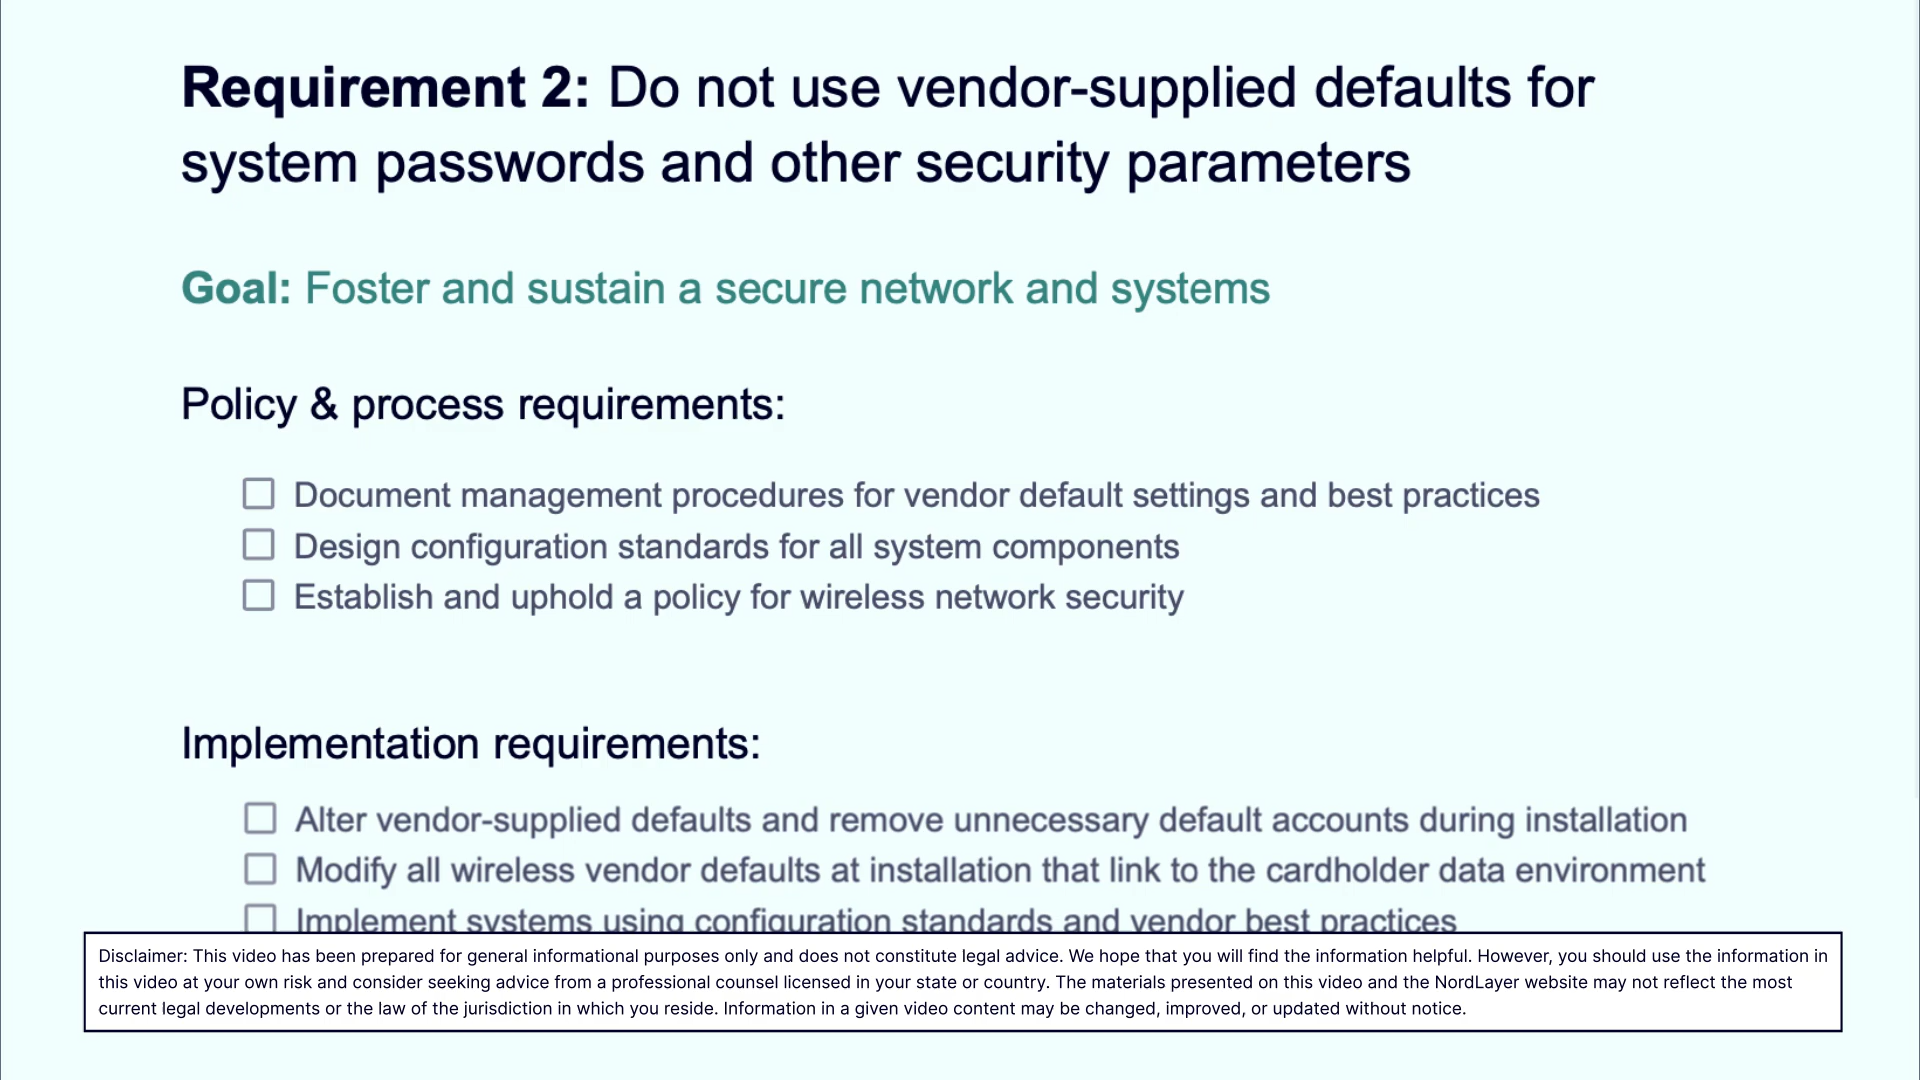 Requirement 2: Do not use vendor-supplied defaults for
system passwords and other security parameters
Goal: Foster and sustain a secure network and systems
Policy & process requirements:
Document management procedures for vendor default settings and best practices
Design configuration standards for all system components
Establish and uphold a policy for wireless network security
Implementation requirements:
Alter vendor-supplied defaults and remove unnecessary default accounts during installation
Modify all wireless vendor defaults at installation that link to the cardholder data environment
Implement systems using configuration standards and vendor best practices
Disclaimer: This video has been prepared for general informational purposes only and does not constitute legal advice. We hope that you will find the information helpful. However, you should use the information in
this video at your own risk and consider seeking advice from a professional counsel licensed in your state or country. The materials presented on this video and the NordLayer website may not reflect the most
current legal developments or the law of the jurisdiction in which you reside. Information in a given video content may be changed, improved, or updated without notice.